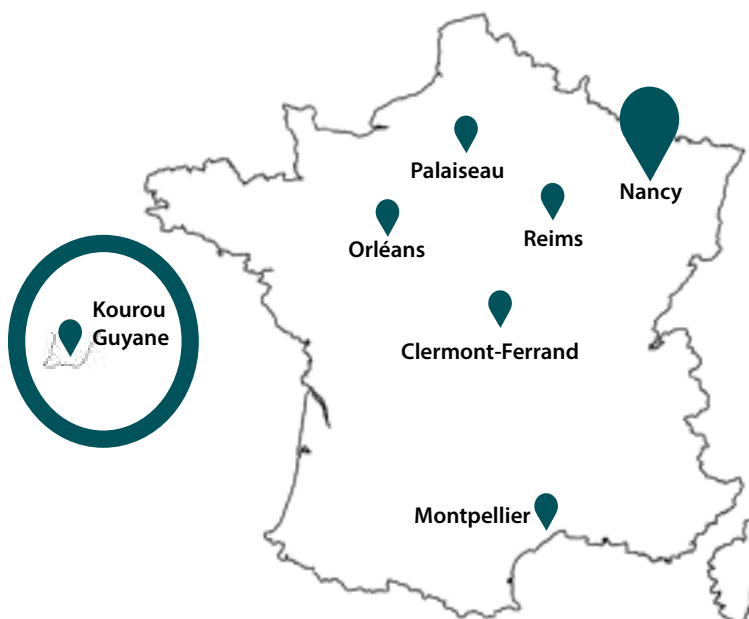 Palaiseau
Nancy
Orléans
Reims
Kourou
Guyane
Clermont-Ferrand
Montpellier